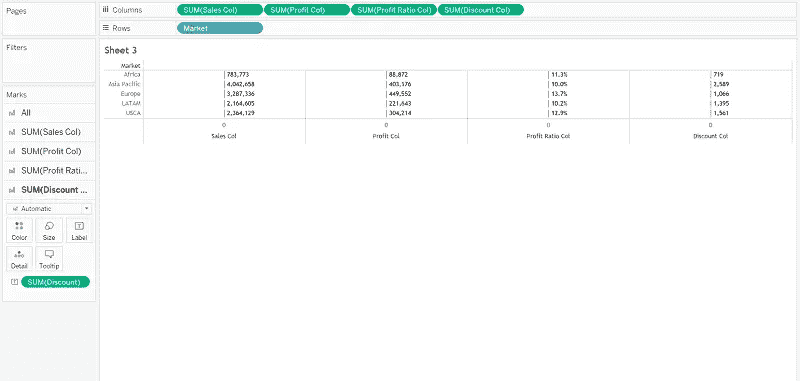 Pages
Columns SUM(Sales Col) SUM(Profit Col) SUM(Profit Ratio Col) SUM(Discount Col)
Rows Market
Filters
Sheet 3
Market
Africa 783,773 88,872 11.3% 719
Asia Pacific 4,042,658 403,176 10.0% 2,589
Europe 3,287,336 449,552 13.7% 1,066
LATAM 2,164,605 221,643 10.2% 1,395
USCA 2,364,129 304,214 12.9% 1,561
0 0 0 0
Sales Col Profit Col Profit Ratio Col Discount Col
Marks
All
SUM(Sales Col)
SUM(Profit Col)
SUM(Profit Rati...
SUM(Discount ...
Automatic
Color Size Label
Detail Tooltip
SUM(Discount)